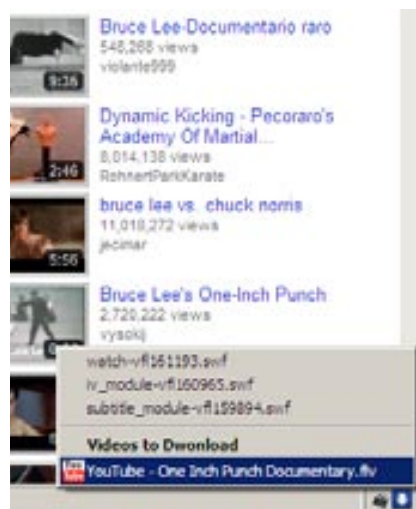 Bruce Lee-Documentario raro
548,268 views
violante999
9:36
Dynamic Kicking - Pecoraro's
Academy Of Martial...
8,014,138 views
RohnertParkKarate
2:46
bruce lee vs. chuck norris
11,018,272 views
jecimar
5:56
Bruce Lee's One-Inch Punch
2,720,222 views
vysokij
watch-vfl161193.swf
iv_module-vfl160965.swf
subtitle_module-vfl159894.swf
Videos to Dwonload
YouTube - One Inch Punch Documentary.flv